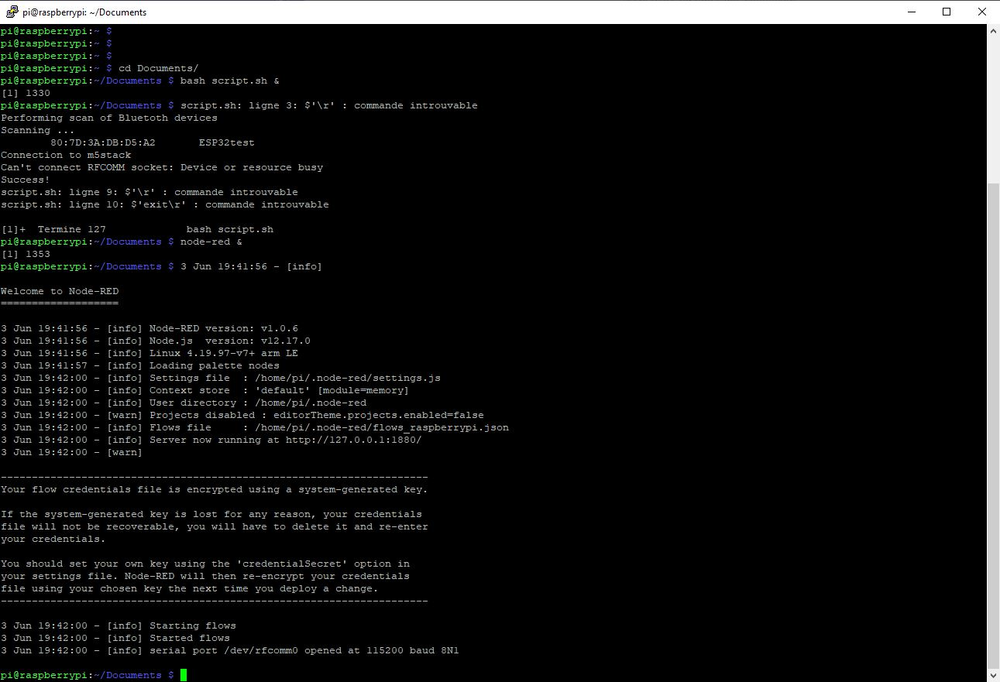 pi@raspberrypi: ~/Documents
pi@raspberrypi:~ $
pi@raspberrypi:~ $
pi@raspberrypi:~ $
pi@raspberrypi:~ $ cd Documents/
pi@raspberrypi:~/Documents $ bash script.sh &
[1] 1330
pi@raspberrypi:~/Documents $ script.sh: ligne 3: $'\r' : commande introuvable
Performing scan of Bluetoth devices
Scanning ...
        80:7D:3A:DB:D5:A2       ESP32test
Connection to m5stack
Can't connect RFCOMM socket: Device or resource busy
Success!
script.sh: ligne 9: $'\r' : commande introuvable
script.sh: ligne 10: $'exit\r' : commande introuvable
[1]+  Termine 127             bash script.sh
pi@raspberrypi:~/Documents $ node-red &
[1] 1353
pi@raspberrypi:~/Documents $ 3 Jun 19:41:56 - [info]
Welcome to Node-RED
===================
3 Jun 19:41:56 - [info] Node-RED version: v1.0.6
3 Jun 19:41:56 - [info] Node.js  version: v12.17.0
3 Jun 19:41:56 - [info] Linux 4.19.97-v7+ arm LE
3 Jun 19:41:57 - [info] Loading palette nodes
3 Jun 19:42:00 - [info] Settings file  : /home/pi/.node-red/settings.js
3 Jun 19:42:00 - [info] Context store  : 'default' [module=memory]
3 Jun 19:42:00 - [info] User directory : /home/pi/.node-red
3 Jun 19:42:00 - [warn] Projects disabled : editorTheme.projects.enabled=false
3 Jun 19:42:00 - [info] Flows file     : /home/pi/.node-red/flows_raspberrypi.json
3 Jun 19:42:00 - [info] Server now running at http://127.0.0.1:1880/
3 Jun 19:42:00 - [warn]
---------------------------------------------------------------------
Your flow credentials file is encrypted using a system-generated key.
If the system-generated key is lost for any reason, your credentials
file will not be recoverable, you will have to delete it and re-enter
your credentials.
You should set your own key using the 'credentialSecret' option in
your settings file. Node-RED will then re-encrypt your credentials
file using your chosen key the next time you deploy a change.
---------------------------------------------------------------------
3 Jun 19:42:00 - [info] Starting flows
3 Jun 19:42:00 - [info] Started flows
3 Jun 19:42:00 - [info] serial port /dev/rfcomm0 opened at 115200 baud 8N1
pi@raspberrypi:~/Documents $